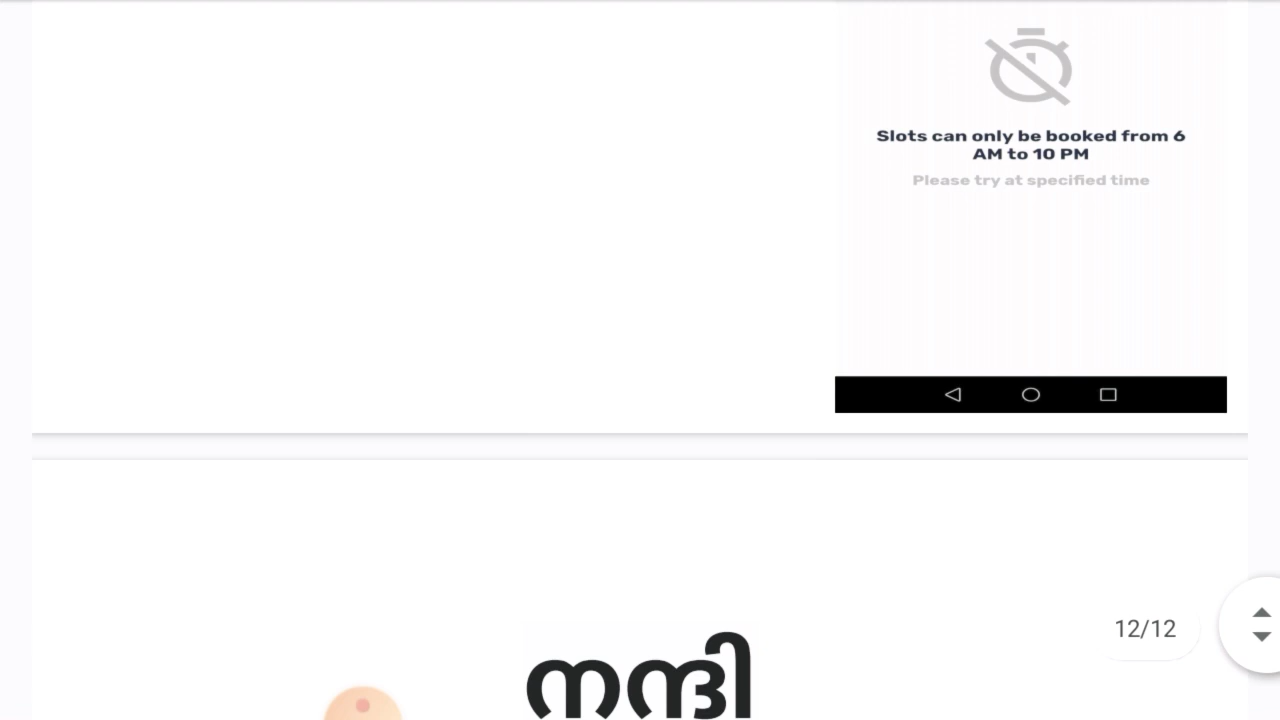 Slots can only be booked from 6
AM to 10 PM
Please try at specified time
12/12
നന്ദി